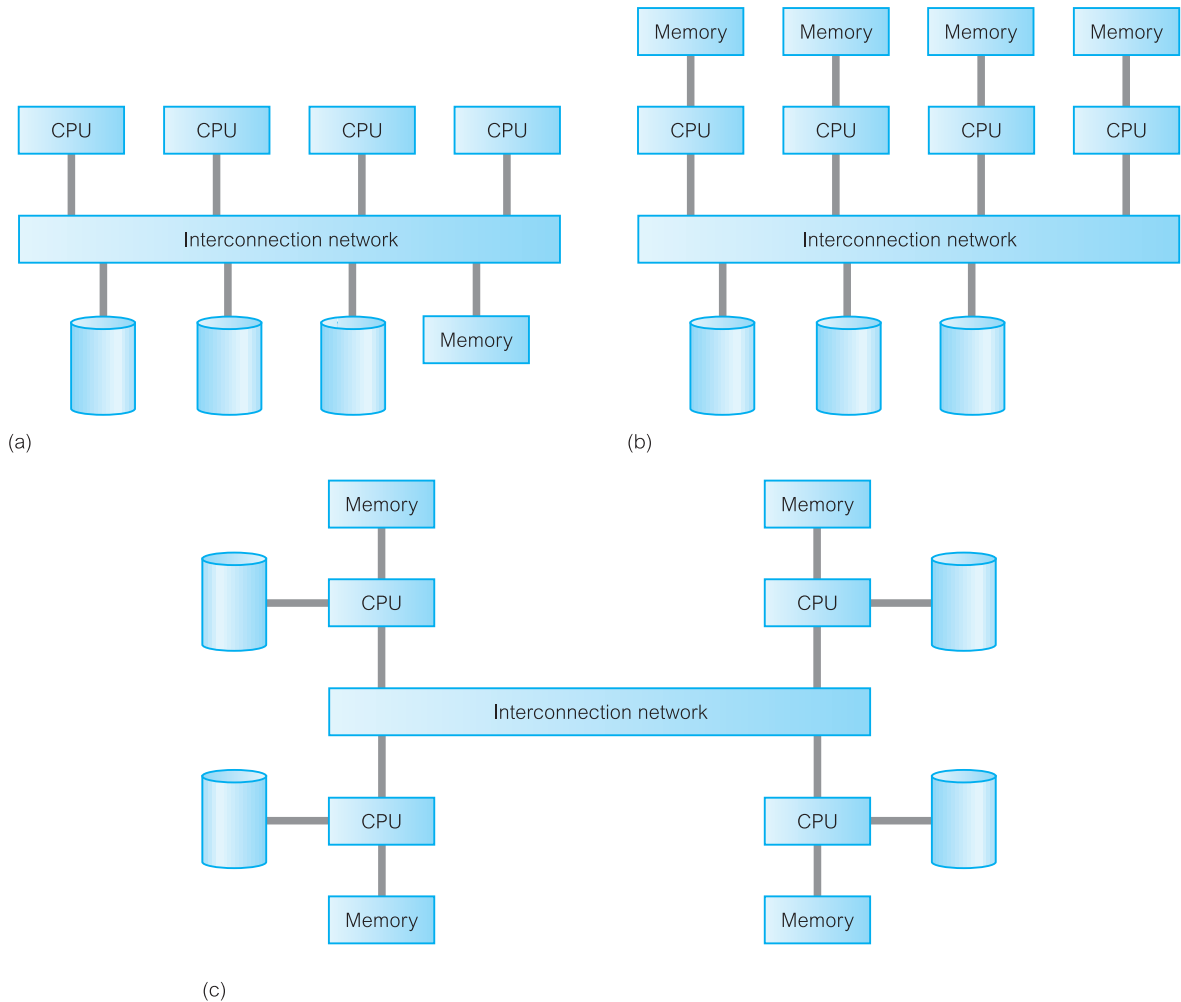 CPU CPU CPU CPU
Interconnection network
Memory
(a)
Memory Memory Memory Memory
CPU CPU CPU CPU
Interconnection network
(b)
Memory Memory
CPU CPU
Interconnection network
CPU CPU
Memory Memory
(c)